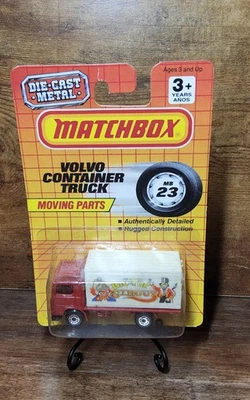 DIE-CAST
METAL
Ages 3 and Up
3+
YEARS
AÑOS
MATCHBOX
VOLVO
CONTAINER
TRUCK
MB
23
MOVING PARTS
Authentically Detailed
Rugged Construction